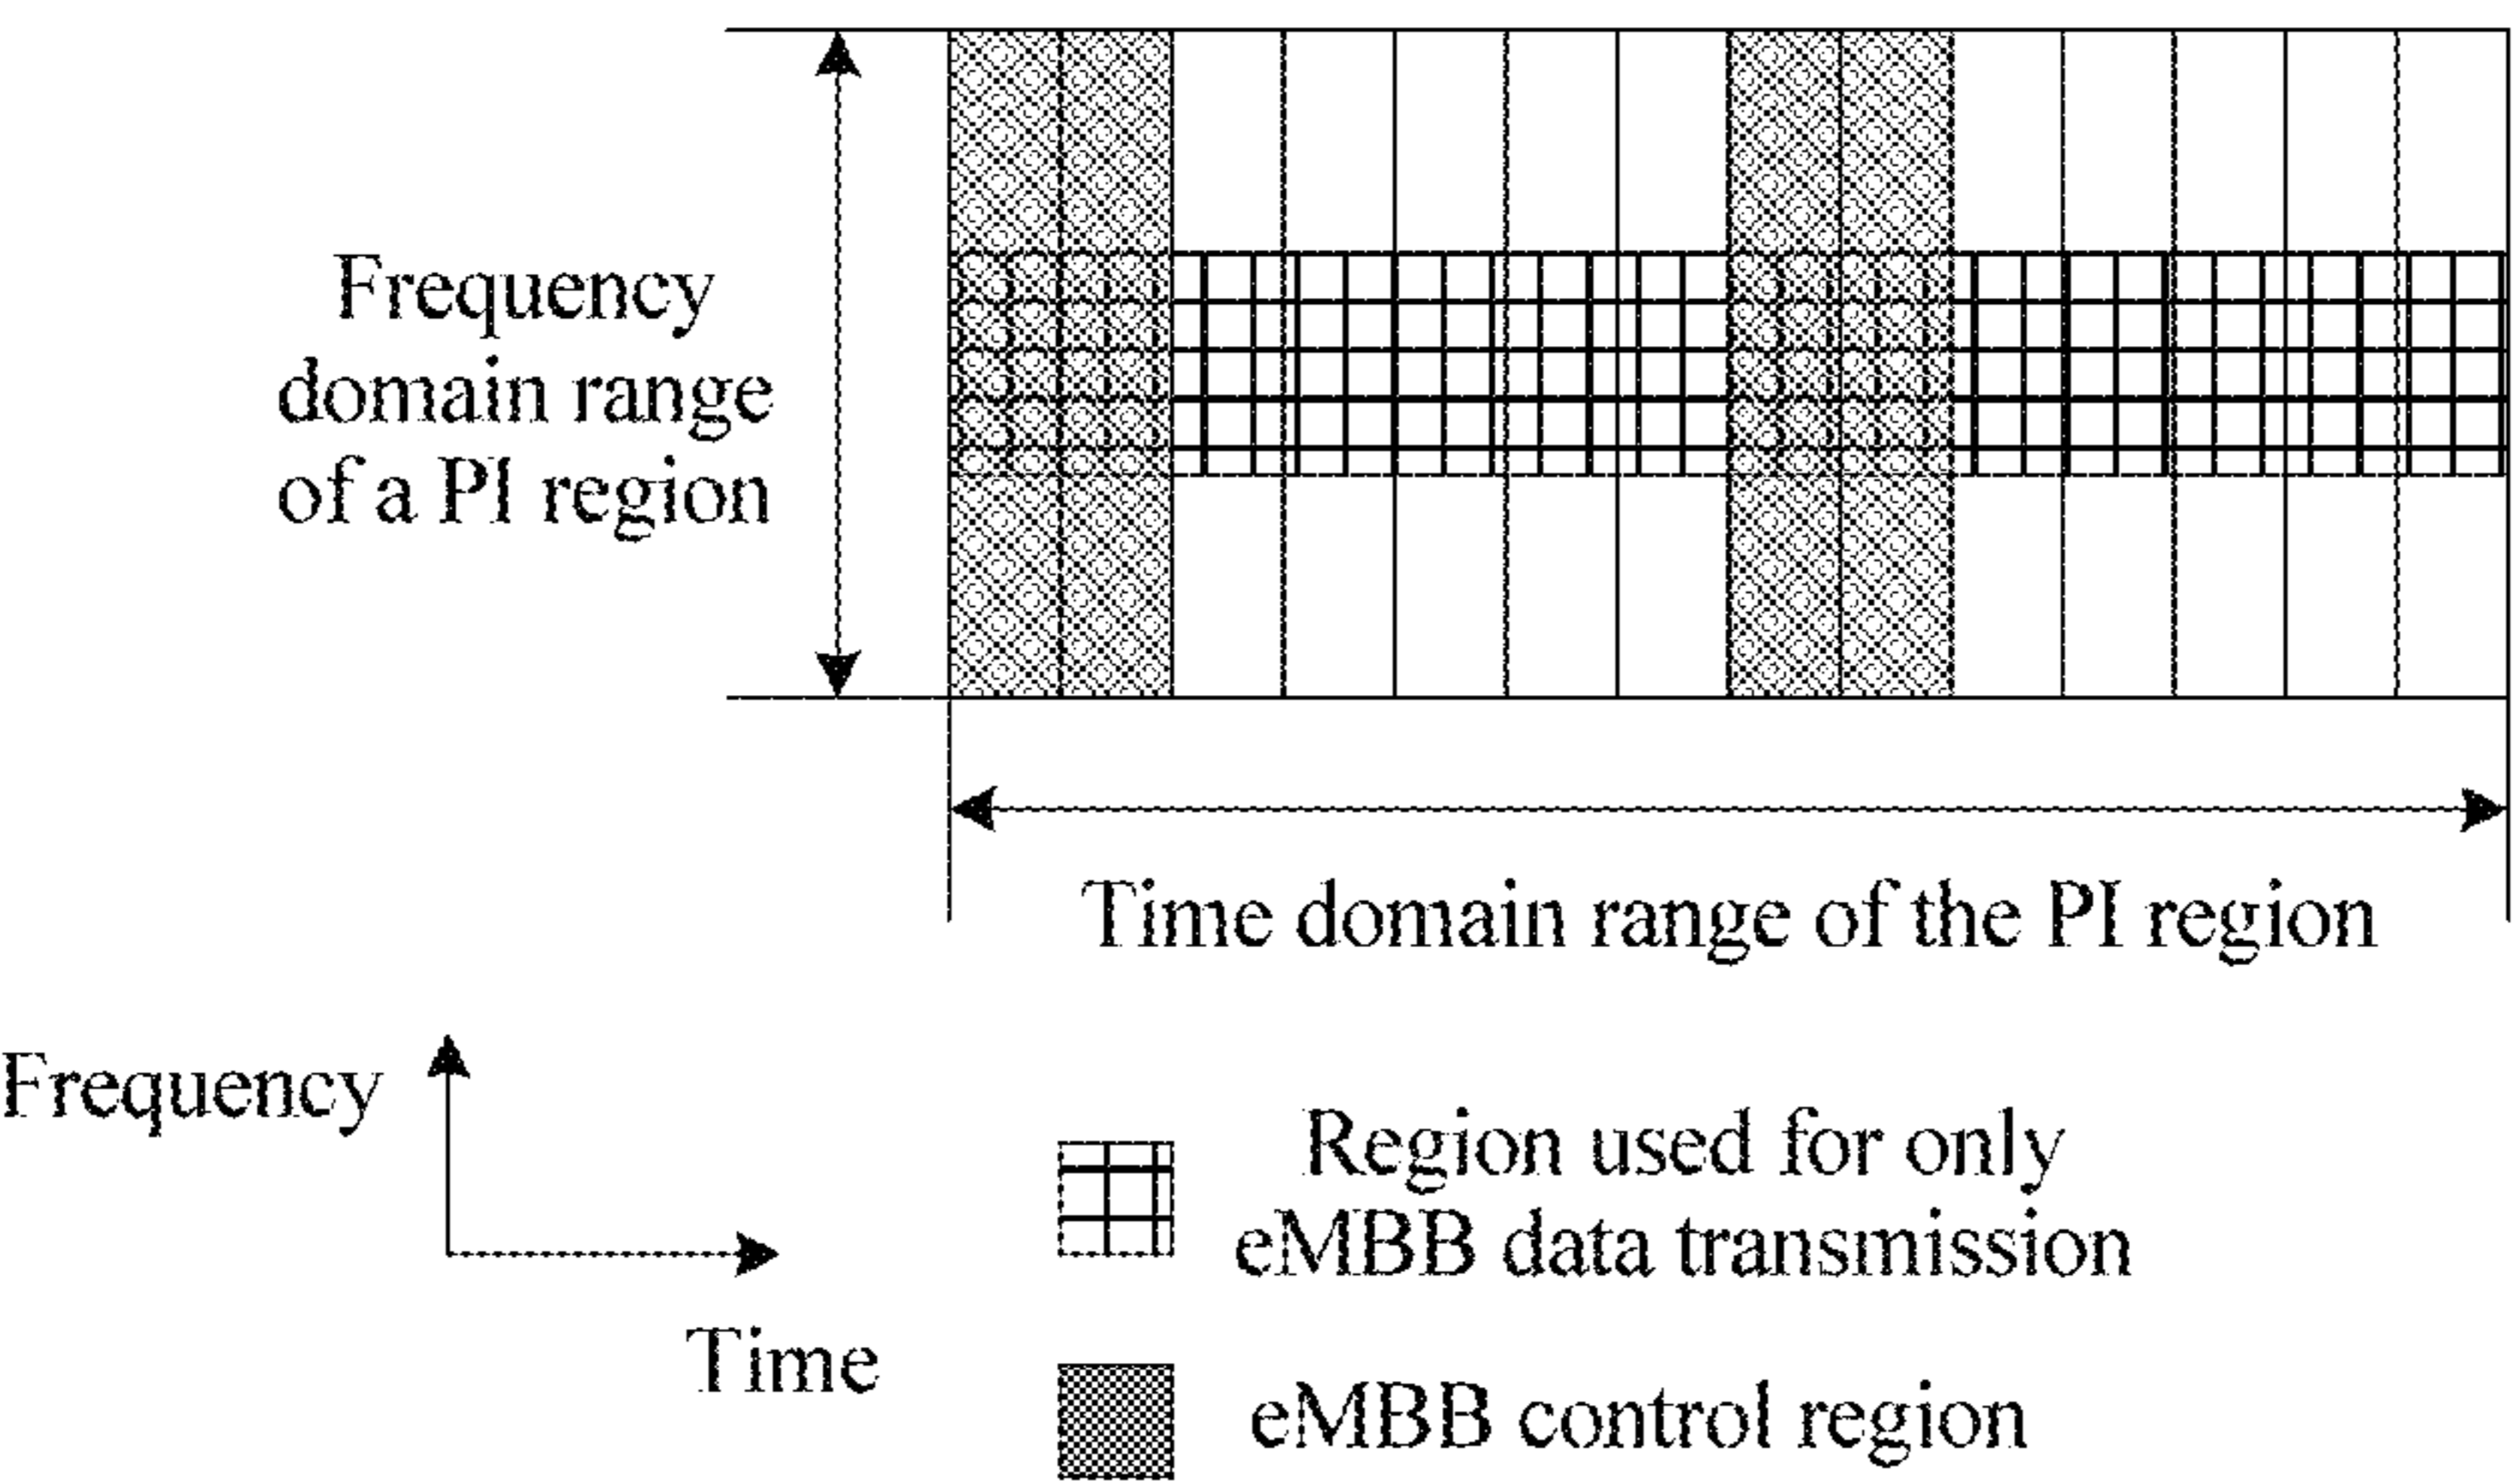 Frequency
domain range
of a PI region
Time domain range of the PI region
Frequency
Time
Region used for only
eMBB data transmission
eMBB control region